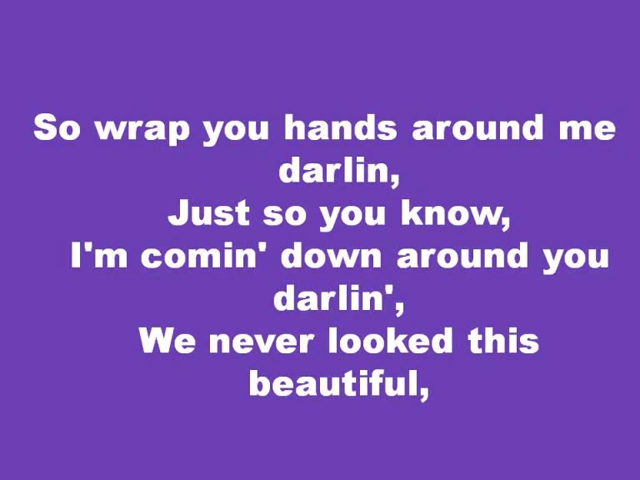 So wrap you hands around me
darlin,
Just so you know,
I'm comin' down around you
darlin',
We never looked this
beautiful,